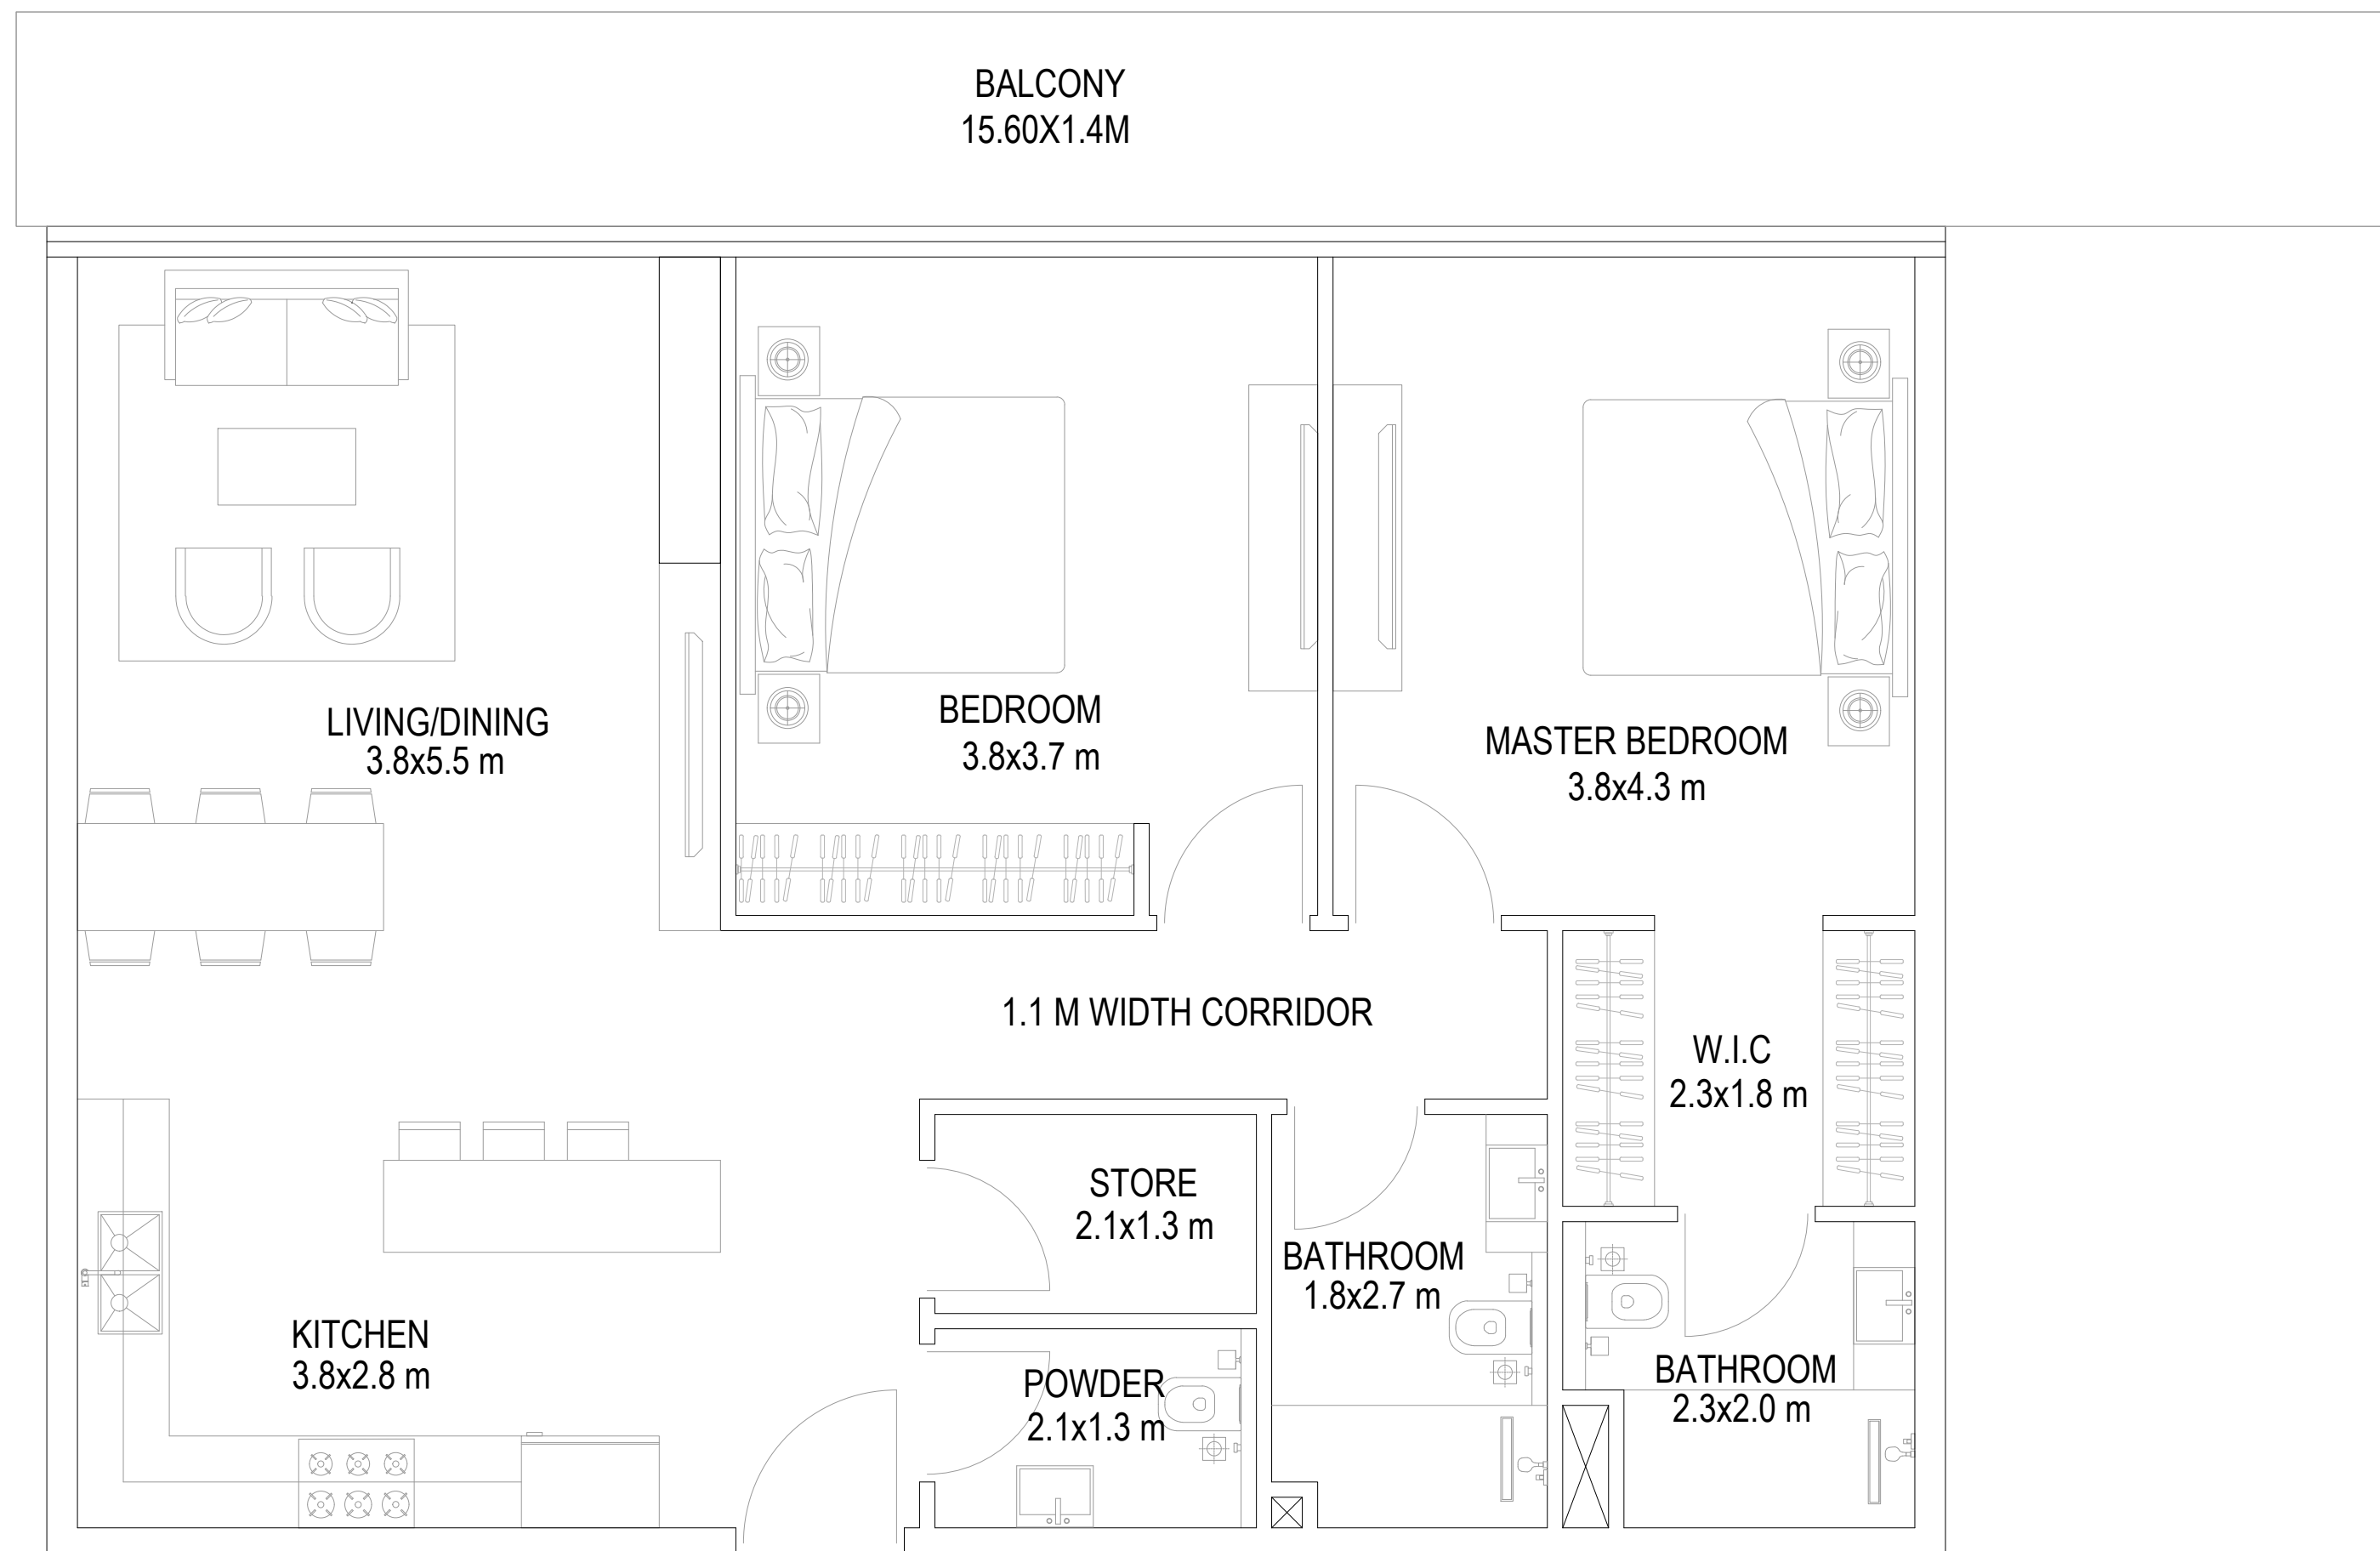 BALCONY
15.60X1.4M
LIVING/DINING
3.8x5.5 m
BEDROOM
3.8x3.7 m
MASTER BEDROOM
3.8x4.3 m
1.1 M WIDTH CORRIDOR
W.I.C
2.3x1.8 m
STORE
2.1x1.3 m
BATHROOM
1.8x2.7 m
KITCHEN
3.8x2.8 m
POWDER
2.1x1.3 m
BATHROOM
2.3x2.0 m